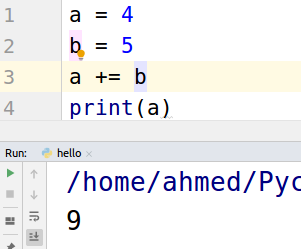 1 a = 4
2 b = 5
3 a += b
4 print(a)
Run: hello ×
/home/ahmed/Pyc
9